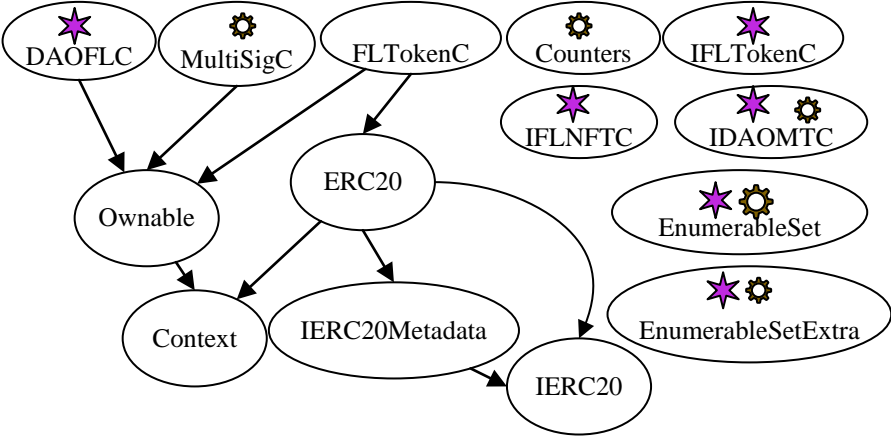 DAOFLC
MultiSigC
FLTokenC
Counters
IFLTokenC
IFLNFTC
IDAOMTC
ERC20
Ownable
EnumerableSet
Context
IERC20Metadata
EnumerableSetExtra
IERC20